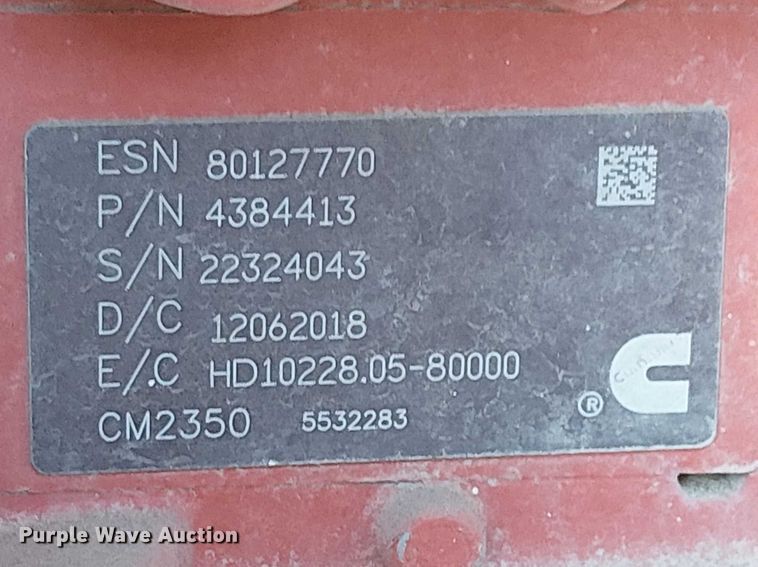 ESN 80127770
P/N 4384413
S/N 22324043
D/C 12062018
E/.C HD10228.05-80000
CM2350 5532283
®
Purple Wave Auction